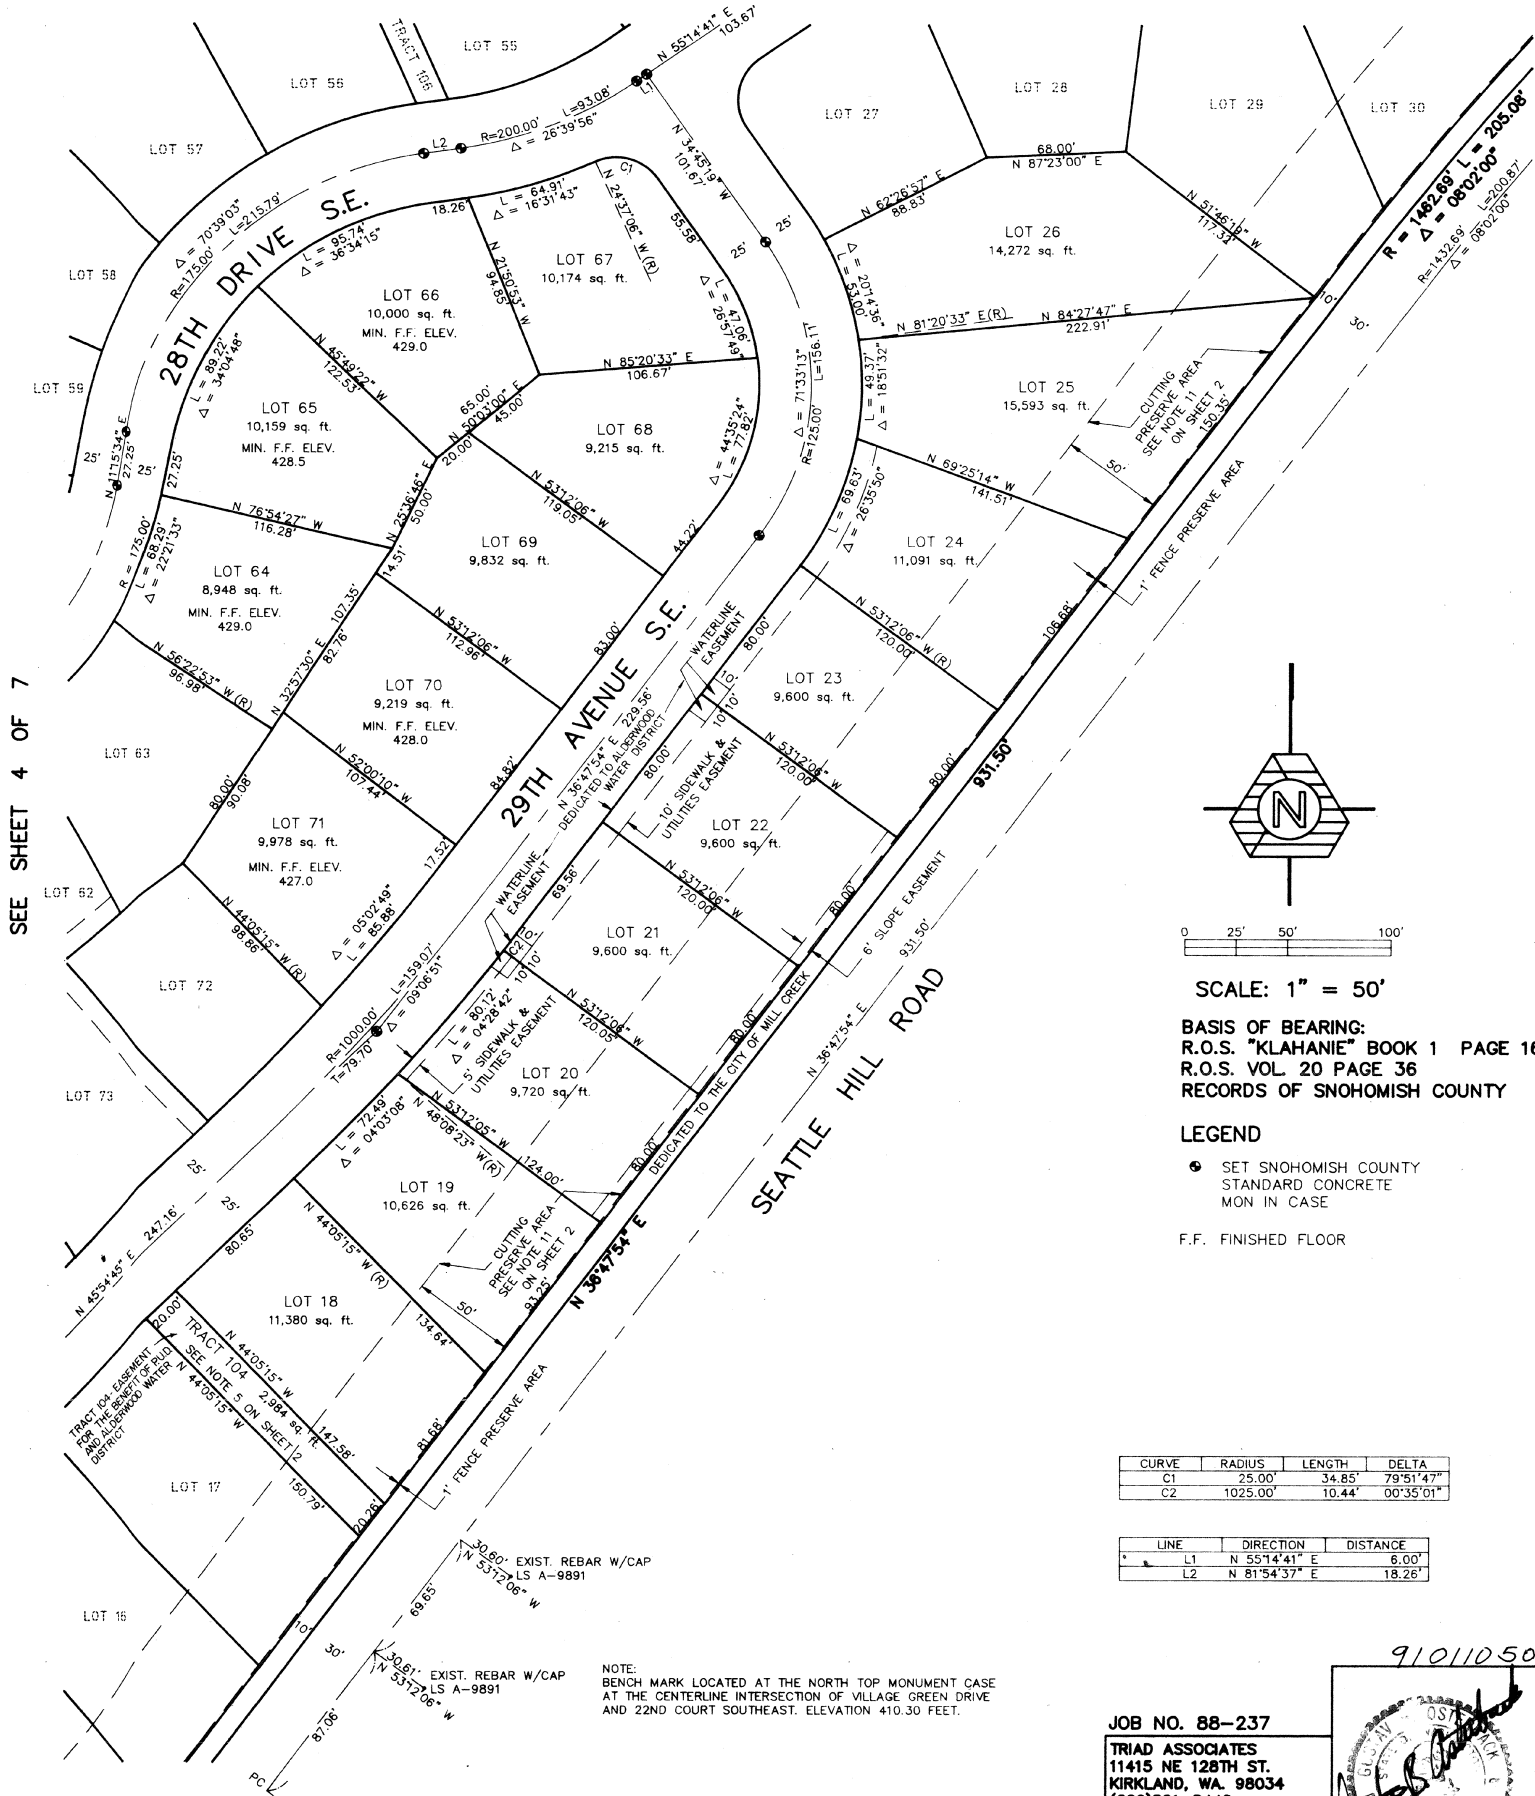 LOT 55
LOT 56
TRACT 106
LOT 57
LOT 58
LOT 59
N 55°14'41" E
103.67'
L1
L=93.08'
R=200.00'
Δ = 26°39'56"
L2
C1
N 34°45'19" W
101.67'
LOT 27
LOT 28
LOT 29
LOT 30
68.00'
N 87°23'00" E
N 62°26'57" E
88.83'
N 51°46'19" W
117.32'
R = 1462.69' L = 205.08'
Δ = 08°02'00"
R=1432.69' L=200.87'
Δ = 08°02'00"
LOT 26
14,272 sq. ft.
Δ = 70°39'03"
R=175.00' L=215.79'
28TH DRIVE S.E.
L = 95.74'
Δ = 36°34'15"
18.26'
L = 64.91'
Δ = 16°31'43"
N 24°37'06" W(R)
55.58'
25'
25'
LOT 67
10,174 sq. ft.
N 21°50'53" W
94.85'
LOT 66
10,000 sq. ft.
MIN. F.F. ELEV.
429.0
L = 47.06'
Δ = 26°57'49"
Δ = 20°14'36"
L = 53.00'
N 81°20'33" E(R)
N 84°27'47" E
222.91'
10'
30'
L = 89.22'
Δ = 34°04'48"
N 45°49'22" W
122.53'
N 85°20'33" E
106.67'
Δ = 71°33'13"
R=125.00' L=156.11'
L = 49.37'
Δ = 18°51'32"
LOT 25
15,593 sq. ft.
CUTTING
PRESERVE AREA
SEE NOTE 11
ON SHEET 2
150.35'
LOT 65
10,159 sq. ft.
MIN. F.F. ELEV.
428.5
65.00'
N 50°03'00" E
45.00'
20.00'
LOT 68
9,215 sq. ft.
Δ = 44°35'24"
L = 77.82'
N 11°15'34" E
27.25'
25'
25'
27.25'
N 69°25'14" W
141.51'
50'
1' FENCE PRESERVE AREA
N 76°54'27" W
116.28'
N 25°36'46" E
50.00'
N 53°12'06" W
119.05'
L = 69.63'
Δ = 26°35'50"
R = 175.00'
L = 68.29'
Δ = 22°21'33"
LOT 64
8,948 sq. ft.
MIN. F.F. ELEV.
429.0
LOT 69
9,832 sq. ft.
14.51'
44.22'
LOT 24
11,091 sq. ft.
107.35'
N 32°57'30" E
82.76'
N 53°12'06" W
112.96'
83.00'
WATERLINE
EASEMENT
80.00'
N 53°12'06" W(R)
120.00'
106.68'
N 56°22'53" W(R)
96.98'
LOT 70
9,219 sq. ft.
MIN. F.F. ELEV.
428.0
LOT 23
9,600 sq. ft.
10'
10'10'
SEE SHEET 4 OF 7
LOT 63
29TH AVENUE S.E.
N 36°47'54" E 229.56'
DEDICATED TO ALDERWOOD
WATER DISTRICT
80.00'
N 53°12'06" W
120.00'
80.00'
931.50'
80.00'
90.08'
N 52°00'10" W
107.44'
84.82'
10' SIDEWALK &
UTILITIES EASEMENT
LOT 22
9,600 sq. ft.
LOT 71
9,978 sq. ft.
MIN. F.F. ELEV.
427.0
17.52'
WATERLINE
EASEMENT
69.56'
N 53°12'06" W
120.00'
80.00'
LOT 62
N 44°05'15" W(R)
98.86'
Δ = 05°02'49"
L = 85.88'
LOT 21
9,600 sq. ft.
6' SLOPE EASEMENT
931.50'
LOT 72
L=159.07'
Δ = 09°06'51"
R=1000.00'
T=79.70'
C2
10'
10'10'
L = 80.12'
Δ = 04°28'42"
5' SIDEWALK &
UTILITIES EASEMENT
N 53°12'06" W
120.05'
80.00'
DEDICATED TO THE CITY OF MILL CREEK
N 36°47'54" E
SEATTLE HILL ROAD
LOT 73
LOT 20
9,720 sq. ft.
L = 72.49'
Δ = 04°03'08"
N 53°12'05" W
N 48°08'23" W(R)
124.00'
80.00'
25'
25'
LOT 19
10,626 sq. ft.
N 45°54'45" E 247.16'
80.65'
N 44°05'15" W(R)
134.64'
CUTTING
PRESERVE AREA
SEE NOTE 11
ON SHEET 2
93.25'
N 36°47'54" E
50'
LOT 18
11,380 sq. ft.
20.00'
TRACT 104 2,984 sq. ft.
SEE NOTE 5 ON SHEET 2
N 44°05'15" W
147.58'
N 44°05'15" W
150.79'
TRACT 104- EASEMENT
FOR THE BENEFIT OF P.U.D.
AND ALDERWOOD WATER
DISTRICT
81.68'
1' FENCE PRESERVE AREA
LOT 17
20.26'
30.60'
N 53°12'06" W
EXIST. REBAR W/CAP
LS A-9891
69.65'
LOT 16
10'
30'
30.61'
N 53°12'06" W
EXIST. REBAR W/CAP
LS A-9891
87.06'
PC
NOTE:
BENCH MARK LOCATED AT THE NORTH TOP MONUMENT CASE
AT THE CENTERLINE INTERSECTION OF VILLAGE GREEN DRIVE
AND 22ND COURT SOUTHEAST. ELEVATION 410.30 FEET.
N
0 25' 50' 100'
SCALE: 1" = 50'
BASIS OF BEARING:
R.O.S. "KLAHANIE" BOOK 1 PAGE 16
R.O.S. VOL. 20 PAGE 36
RECORDS OF SNOHOMISH COUNTY
LEGEND
SET SNOHOMISH COUNTY
STANDARD CONCRETE
MON IN CASE
F.F. FINISHED FLOOR
CURVE RADIUS LENGTH DELTA
C1 25.00' 34.85' 79°51'47"
C2 1025.00' 10.44' 00°35'01"
LINE DIRECTION DISTANCE
L1 N 55°14'41" E 6.00'
L2 N 81°54'37" E 18.26'
91011050
JOB NO. 88-237
TRIAD ASSOCIATES
11415 NE 128TH ST.
KIRKLAND, WA. 98034